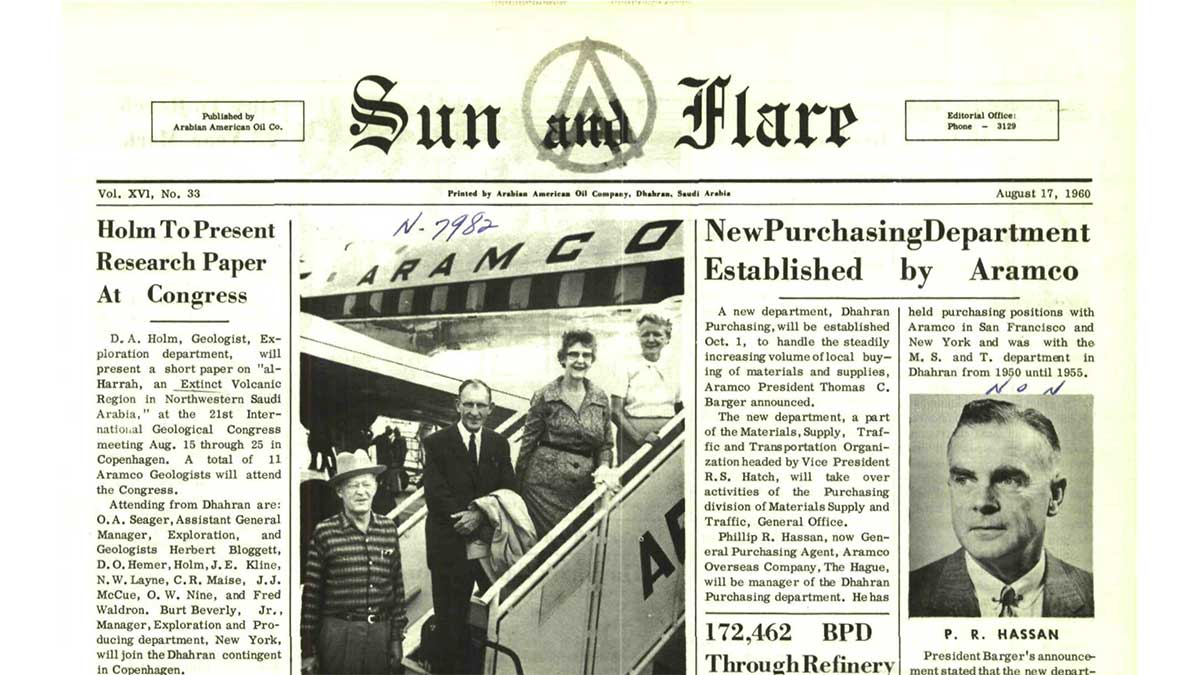 Published by
Arabian American Oil Co.
Sun and Flare
Editorial Office:
Phone - 3129
Vol. XVI, No. 33
Printed by Arabian American Oil Company, Dhahran, Saudi Arabia
August 17, 1960
Holm To Present
Research Paper
At Congress
D. A. Holm, Geologist, Ex-
ploration department, will
present a short paper on "al-
Harrah, an Extinct Volcanic
Region in Northwestern Saudi
Arabia," at the 21st Inter-
national Geological Congress
meeting Aug. 15 through 25 in
Copenhagen. A total of 11
Aramco Geologists will attend
the Congress.
Attending from Dhahran are:
O. A. Seager, Assistant General
Manager, Exploration, and
Geologists Herbert Bloggett,
D. O. Hemer, Holm, J. E. Kline,
N. W. Layne, C. R. Maise, J. J.
McCue, O. W. Nine, and Fred
Waldron. Burt Beverly, Jr.,
Manager, Exploration and Pro-
ducing department, New York,
will join the Dhahran contingent
in Copenhagen.
N-7982
ARAMCO
AR
New Purchasing Department
Established by Aramco
A new department, Dhahran
Purchasing, will be established
Oct. 1, to handle the steadily
increasing volume of local buy-
ing of materials and supplies,
Aramco President Thomas C.
Barger announced.
The new department, a part
of the Materials, Supply, Traf-
fic and Transportation Organi-
zation headed by Vice President
R.S. Hatch, will take over
activities of the Purchasing
division of Materials Supply and
Traffic, General Office.
Phillip R. Hassan, now Gen-
eral Purchasing Agent, Aramco
Overseas Company, The Hague,
will be manager of the Dhahran
Purchasing department. He has
172,462 BPD
Through Refinery
held purchasing positions with
Aramco in San Francisco and
New York and was with the
M. S. and T. department in
Dhahran from 1950 until 1955.
NON
P. R. HASSAN
President Barger's announce-
ment stated that the new depart-